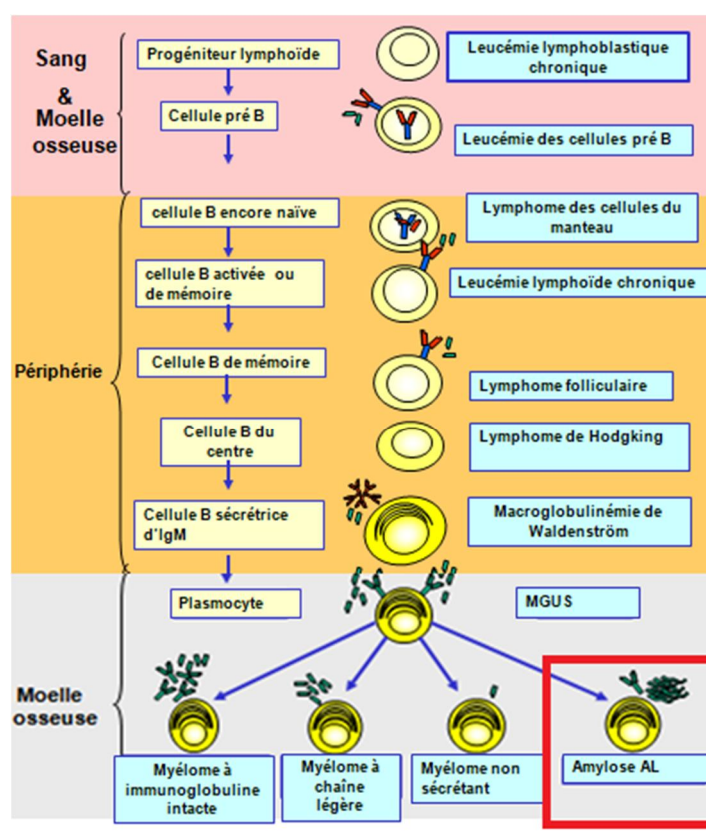 Sang
&
Moelle
osseuse
Progéniteur lymphoïde
Leucémie lymphoblastique
chronique
Cellule pré B
Leucémie des cellules pré B
Périphérie
cellule B encore naïve
Lymphome des cellules du
manteau
cellule B activée ou
de mémoire
Leucémie lymphoïde chronique
Cellule B de mémoire
Lymphome folliculaire
Cellule B du
centre
Lymphome de Hodgking
Cellule B sécrétrice
d'IgM
Macroglobulinémie de
Waldenström
Moelle
osseuse
Plasmocyte
MGUS
Myélome à
immunoglobuline
intacte
Myélome à
chaîne
légère
Myélome non
sécrétant
Amylose AL